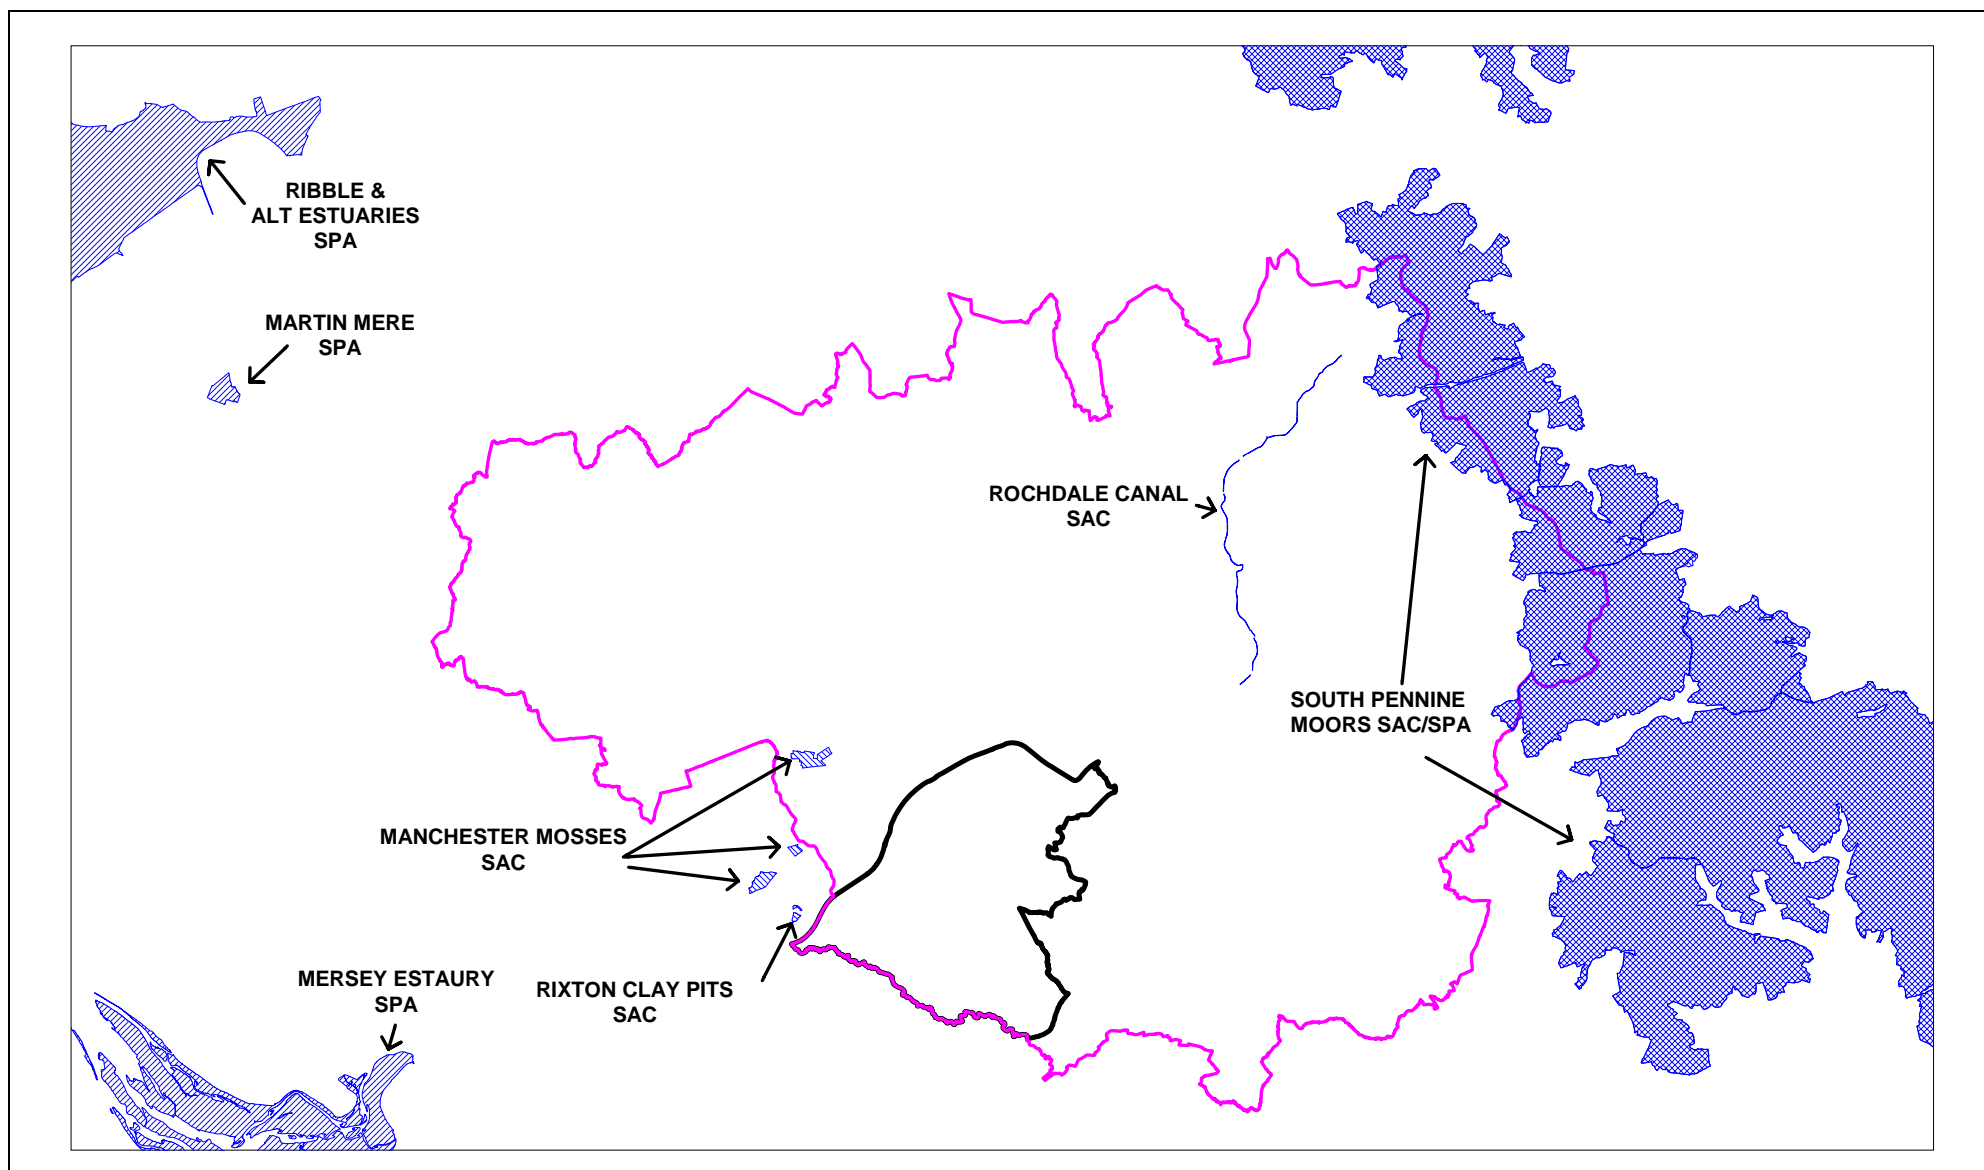 RIBBLE &
ALT ESTUARIES
SPA
MARTIN MERE
SPA
ROCHDALE CANAL
SAC
SOUTH PENNINE
MOORS SAC/SPA
MANCHESTER MOSSES
SAC
MERSEY ESTAURY
SPA
RIXTON CLAY PITS
SAC